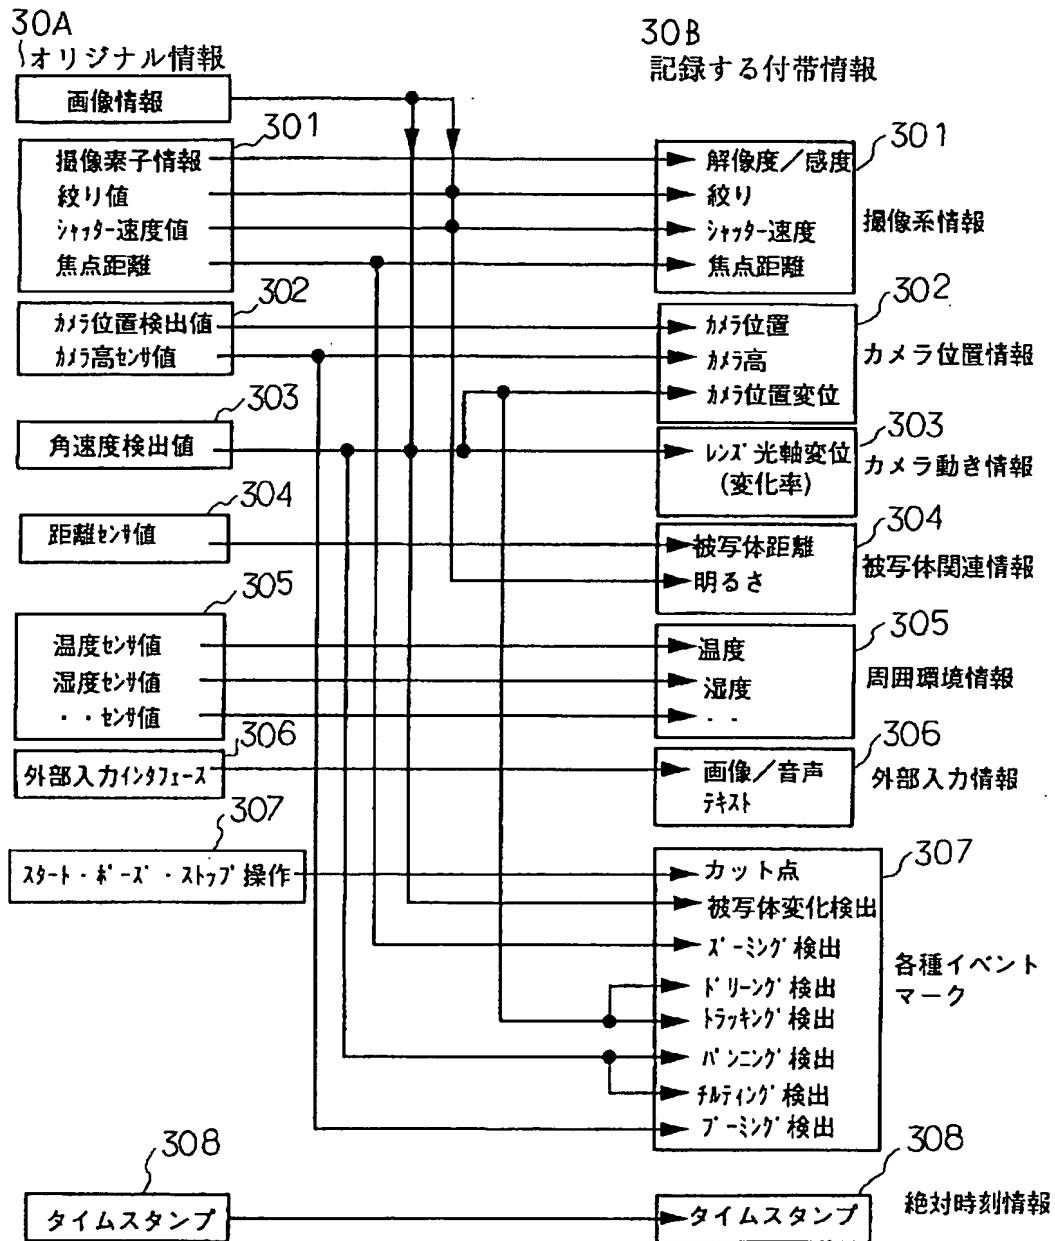 30A
オリジナル情報
画像情報
301
撮像素子情報
絞り値
シャッター速度値
焦点距離
302
カメラ位置検出値
カメラ高センサ値
303
角速度検出値
304
距離センサ値
305
温度センサ値
湿度センサ値
・・センサ値
306
外部入力インタフェース
307
スタート・ポーズ・ストップ操作
308
タイムスタンプ
30B
記録する付帯情報
301
解像度／感度
絞り
シャッター速度
焦点距離
撮像系情報
302
カメラ位置
カメラ高
カメラ位置変位
カメラ位置情報
303
レンズ光軸変位
(変化率)
カメラ動き情報
304
被写体距離
明るさ
被写体関連情報
305
温度
湿度
・・
周囲環境情報
306
画像／音声
テキスト
外部入力情報
307
カット点
被写体変化検出
ズーミング検出
ドリーング検出
トラッキング検出
パンニング検出
チルティング検出
ブーミング検出
各種イベント
マーク
308
タイムスタンプ
絶対時刻情報